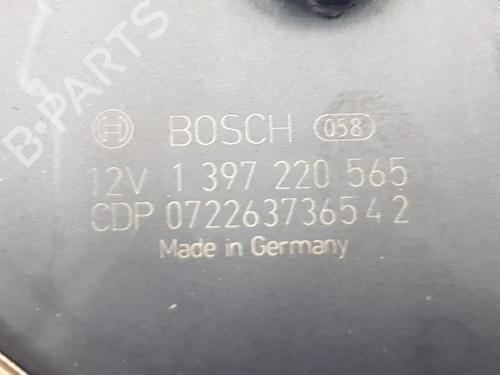 B-PARTS
BOSCH 058
12V 1 397 220 565
CDP 0722637365 4 2
Made in Germany